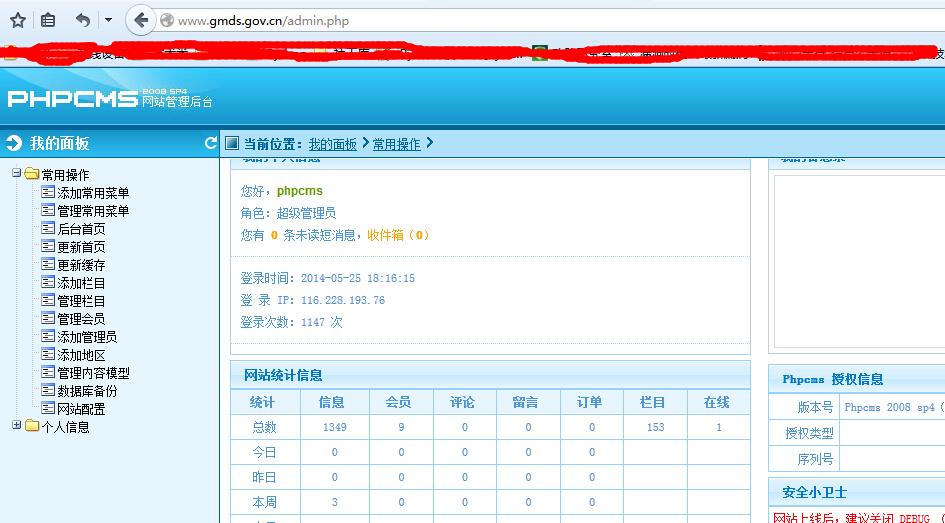 www.gmds.gov.cn/admin.php
PHPCMS 2008 SP4
网站管理后台
我的面板
当前位置：我的面板 > 常用操作 >
常用操作
添加常用菜单
管理常用菜单
后台首页
更新首页
更新缓存
添加栏目
管理栏目
管理会员
添加管理员
添加地区
管理内容模型
数据库备份
网站配置
个人信息
您好，phpcms
角色：超级管理员
您有 0 条未读短消息，收件箱（0）
登录时间：2014-05-25 18:16:15
登 录 IP：116.228.193.76
登录次数：1147 次
网站统计信息
统计 信息 会员 评论 留言 订单 栏目 在线
总数 1349 9 0 0 0 153 1
今日 0 0 0 0 0
昨日 0 0 0 0 0
本周 3 0 0 0 0
Phpcms 授权信息
版本号 Phpcms 2008 sp4（
授权类型
序列号
安全小卫士
网站上线后，建议关闭 DEBUG （